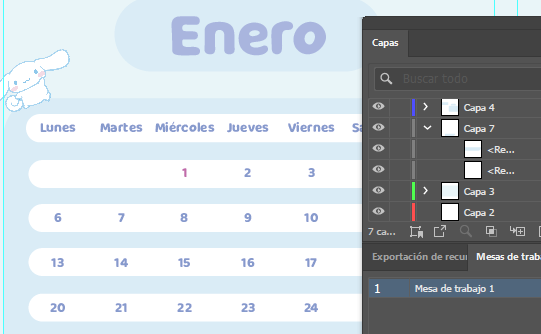 Enero
Lunes Martes Miércoles Jueves Viernes
1 2 3
6 7 8 9 10
13 14 15 16 17
20 21 22 23 24
Capas
Buscar todo
Capa 4
Capa 7
<Re...
<Re...
Capa 3
Capa 2
7 ca...
Exportación de recur Mesas de trab
1 Mesa de trabajo 1